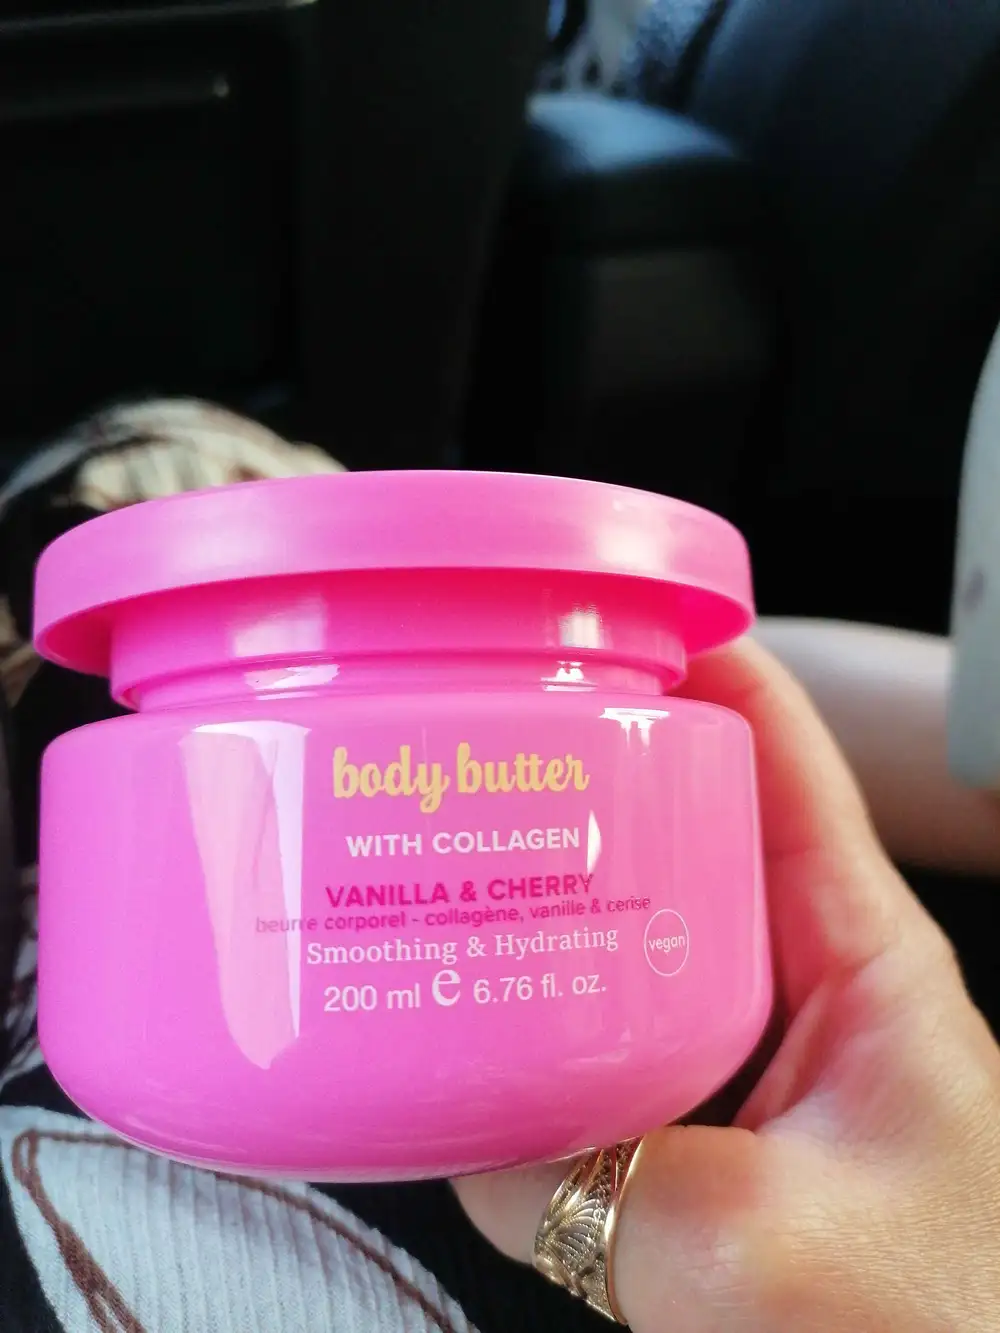 body butter
WITH COLLAGEN
VANILLA & CHERRY
beurre corporel - collagène, vanille & cerise
Smoothing & Hydrating
vegan
200 ml e 6.76 fl. oz.